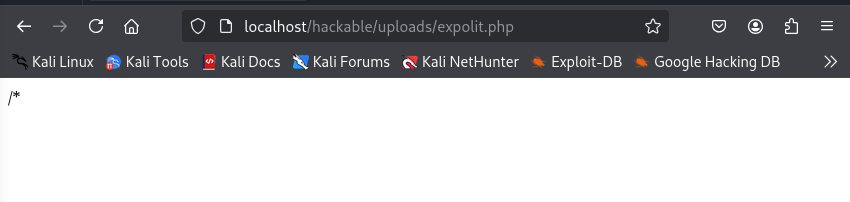 localhost/hackable/uploads/expolit.php
Kali Linux Kali Tools Kali Docs Kali Forums Kali NetHunter Exploit-DB Google Hacking DB
/*